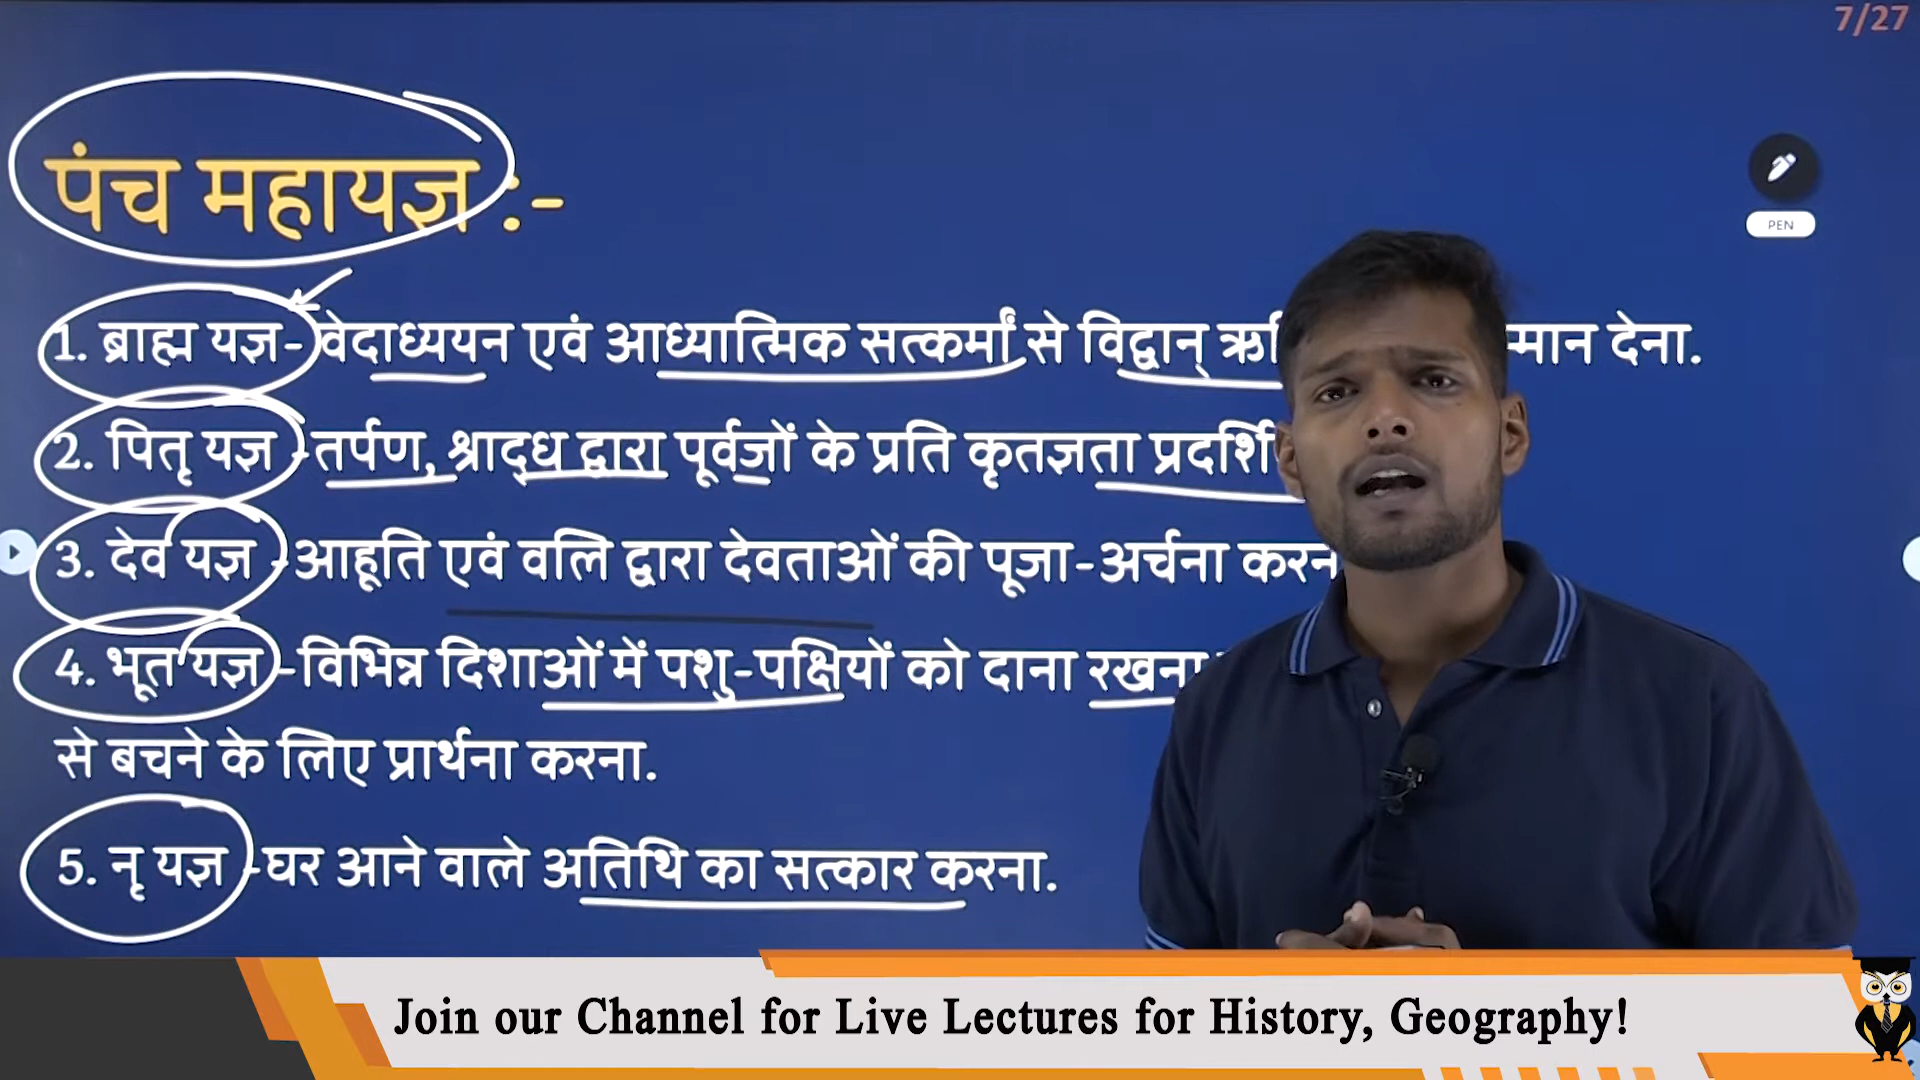 7/27
पंच महायज्ञ :-
PEN
1. ब्राह्म यज्ञ- वेदाध्ययन एवं आध्यात्मिक सत्कर्मां से विद्वान् देना.
2. पितृ यज्ञ -तर्पण, श्राद्ध द्वारा पूर्वजों के प्रति कृतज्ञता
3. देव यज्ञ -आहूति एवं वलि द्वारा देवताओं की पूजा-अर्चना
4. भूत यज्ञ -विभिन्न दिशाओं में पशु-पक्षियों को दाना रखना
से बचने के लिए प्रार्थना करना.
5. नृ यज्ञ -घर आने वाले अतिथि का सत्कार करना.
Join our Channel for Live Lectures for History, Geography!